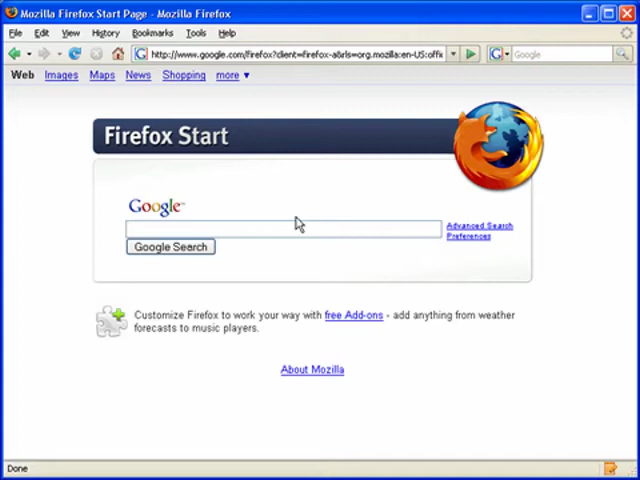 Mozilla Firefox Start Page - Mozilla Firefox
File Edit View History Bookmarks Tools Help
http://www.google.com/firefox?client=firefox-a&rls=org.mozilla:en-US:offi
Google
Web Images Maps News Shopping more ▼
Firefox Start
Google™
Advanced Search
Preferences
Google Search
Customize Firefox to work your way with free Add-ons - add anything from weather
forecasts to music players.
About Mozilla
Done